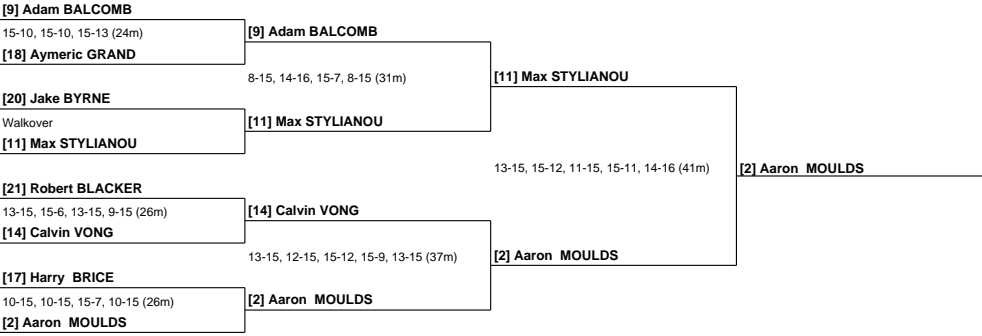 [9] Adam BALCOMB
15-10, 15-10, 15-13 (24m)
[18] Aymeric GRAND
[20] Jake BYRNE
Walkover
[11] Max STYLIANOU
[21] Robert BLACKER
13-15, 15-6, 13-15, 9-15 (26m)
[14] Calvin VONG
[17] Harry  BRICE
10-15, 10-15, 15-7, 10-15 (26m)
[2] Aaron  MOULDS
[9] Adam BALCOMB
8-15, 14-16, 15-7, 8-15 (31m)
[11] Max STYLIANOU
[14] Calvin VONG
13-15, 12-15, 15-12, 15-9, 13-15 (37m)
[2] Aaron  MOULDS
[11] Max STYLIANOU
13-15, 15-12, 11-15, 15-11, 14-16 (41m)
[2] Aaron  MOULDS
[2] Aaron  MOULDS